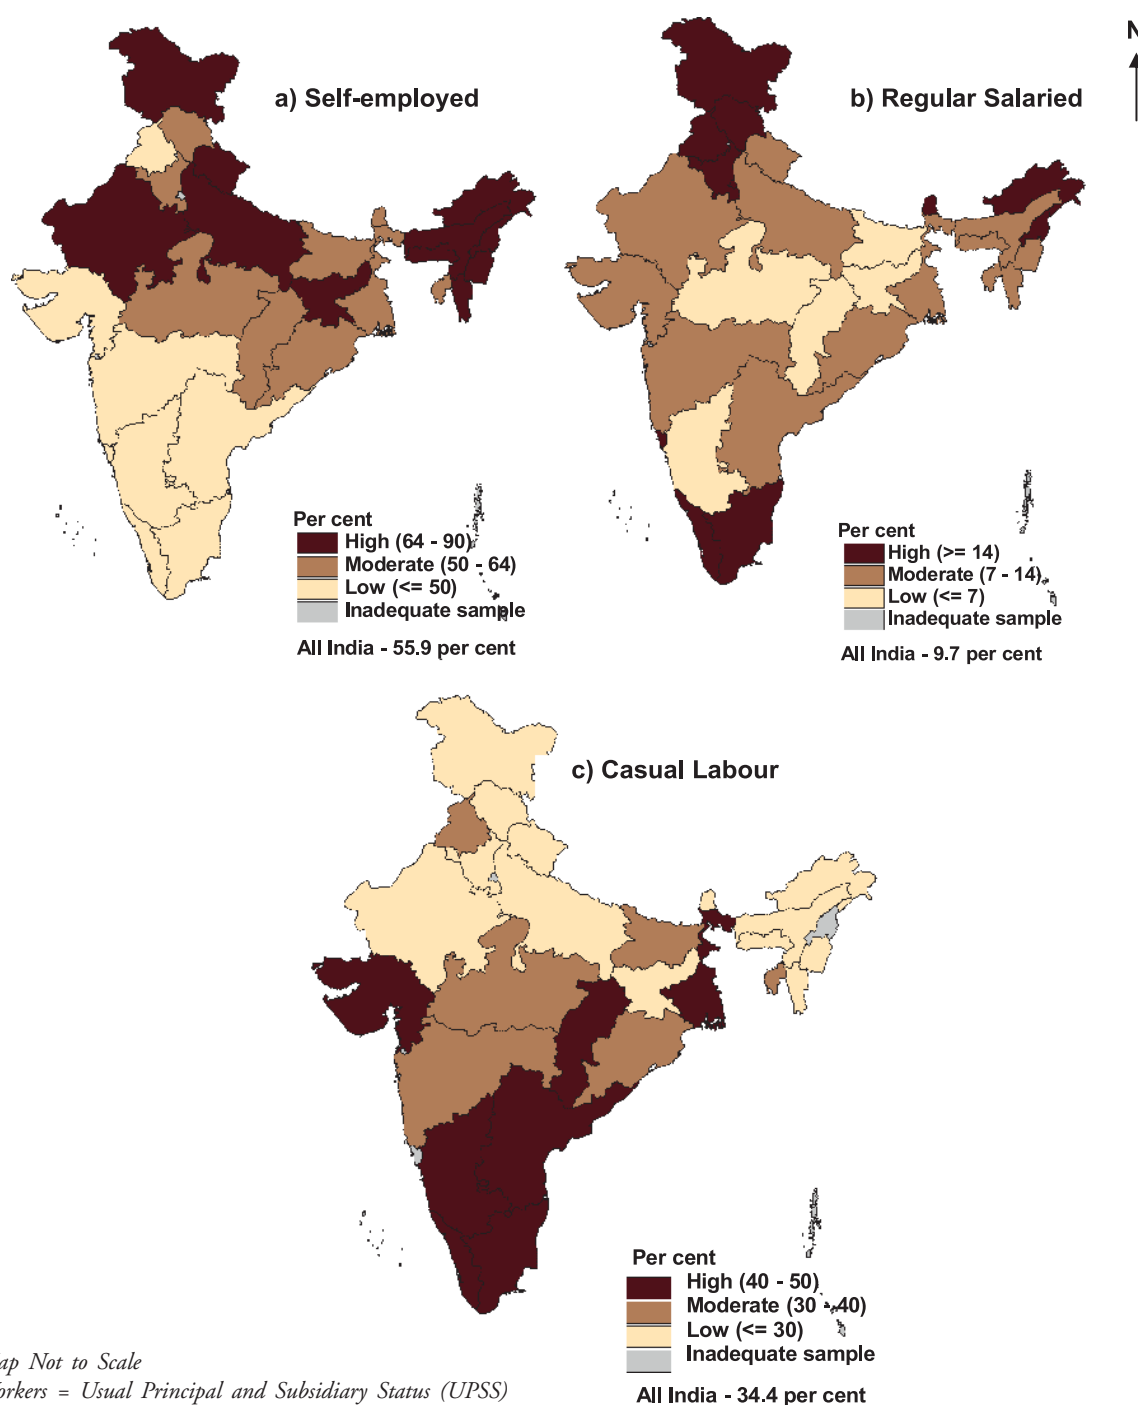 N
a) Self-employed
b) Regular Salaried
Per cent
High (64 - 90)
Moderate (50 - 64)
Low (<= 50)
Inadequate sample
All India - 55.9 per cent
Per cent
High (>= 14)
Moderate (7 - 14)
Low (<= 7)
Inadequate sample
All India - 9.7 per cent
c) Casual Labour
Per cent
High (40 - 50)
Moderate (30 - 40)
Low (<= 30)
Inadequate sample
All India - 34.4 per cent
ap Not to Scale
orkers = Usual Principal and Subsidiary Status (UPSS)